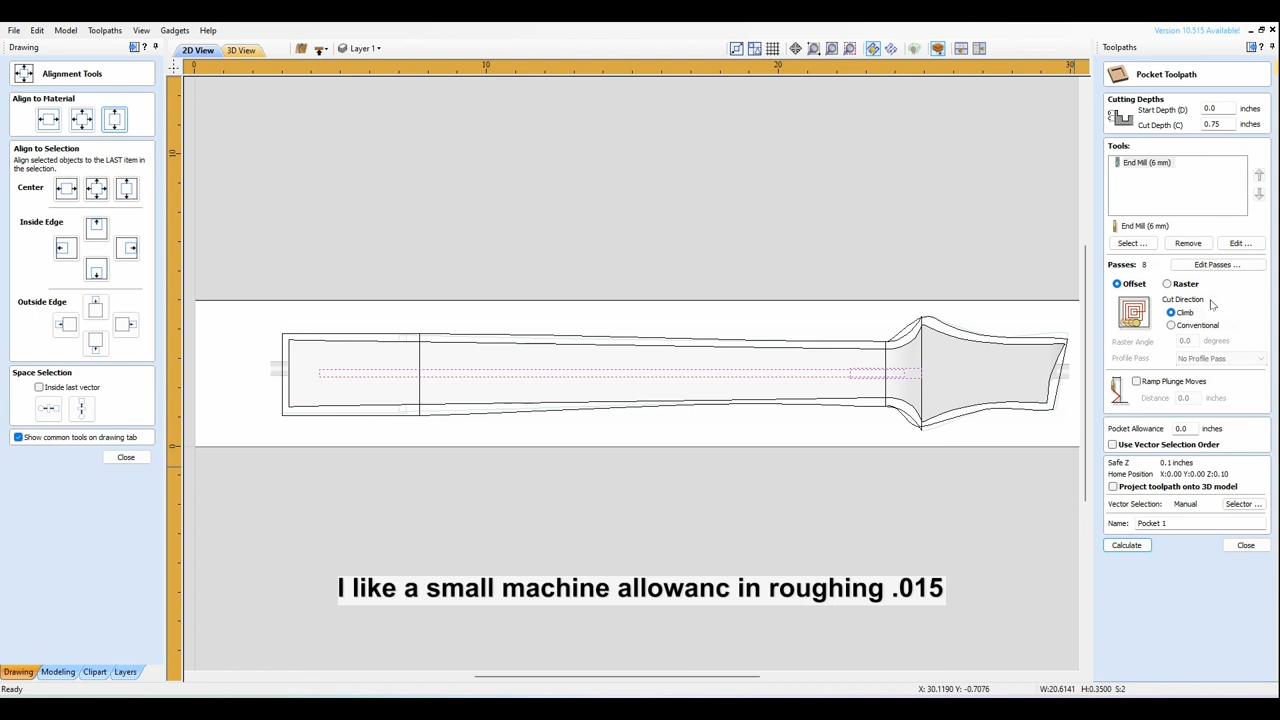 File Edit Model Toolpaths View Gadgets Help
Version 10.515 Available!
Drawing
Alignment Tools
Align to Material
Align to Selection
Align selected objects to the LAST item in
the selection.
Center
Inside Edge
Outside Edge
Space Selection
Inside last vector
Show common tools on drawing tab
Close
Drawing Modeling Clipart Layers
Ready
2D View 3D View Layer 1
0 10 20 30
10
0
I like a small machine allowanc in roughing .015
Toolpaths
Pocket Toolpath
Cutting Depths
Start Depth (D) 0.0 inches
Cut Depth (C) 0.75 inches
Tools:
End Mill (6 mm)
End Mill (6 mm)
Select ... Remove Edit ...
Passes: 8 Edit Passes ...
Offset Raster
Cut Direction
Climb
Conventional
Raster Angle 0.0 degrees
Profile Pass No Profile Pass
Ramp Plunge Moves
Distance 0.0 inches
Pocket Allowance 0.0 inches
Use Vector Selection Order
Safe Z 0.1 inches
Home Position X:0.00 Y:0.00 Z:0.10
Project toolpath onto 3D model
Vector Selection: Manual Selector ...
Name: Pocket 1
Calculate Close
X: 30.1190 Y: -0.7076 W:20.6141 H:0.3500 S:2